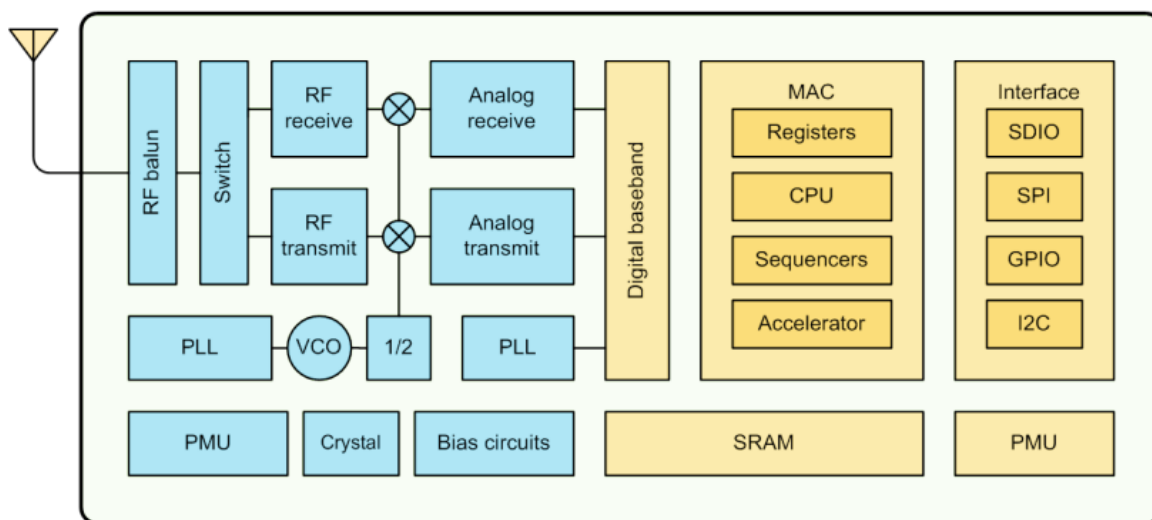 RF balun
Switch
RF
receive
Analog
receive
RF
transmit
Analog
transmit
Digital baseband
MAC
Registers
CPU
Sequencers
Accelerator
Interface
SDIO
SPI
GPIO
I2C
PLL
VCO
1/2
PLL
PMU
Crystal
Bias circuits
SRAM
PMU